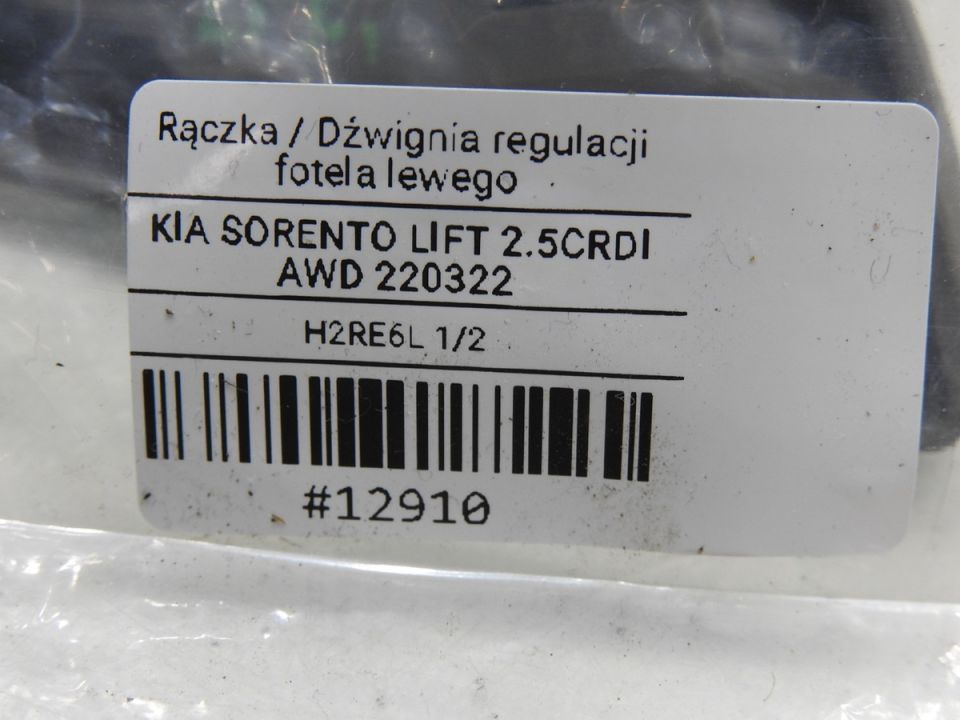 Rączka / Dźwignia regulacji
fotela lewego
KIA SORENTO LIFT 2.5CRDI
AWD 220322
H2RE6L 1/2
#12910